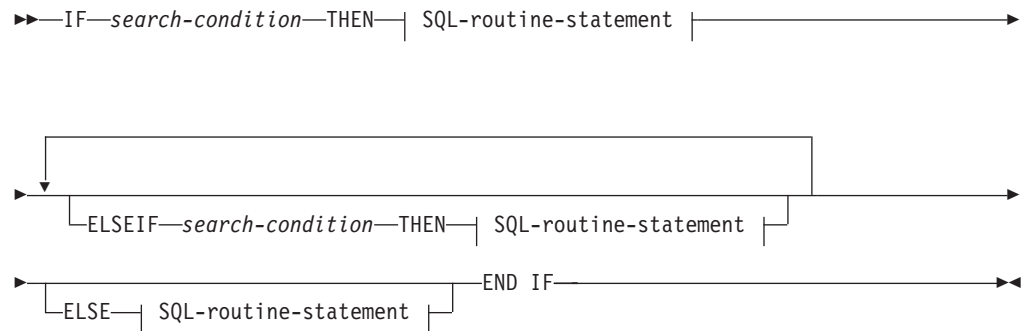 IF search-condition THEN SQL-routine-statement
ELSEIF search-condition THEN SQL-routine-statement
END IF
ELSE SQL-routine-statement